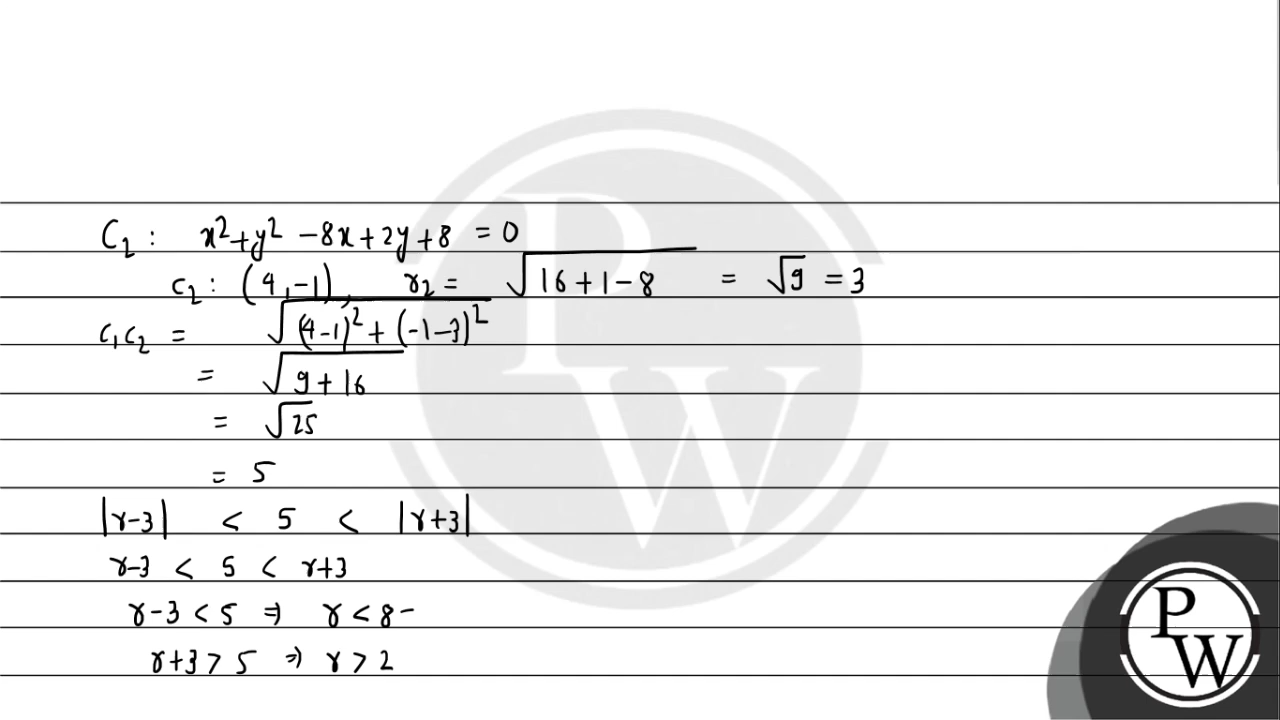 C₂ : x²+y² -8x+2y+8 = 0
c₂ : (4,-1), r₂ = √16+1-8 = √9 = 3
c₁c₂ = √(4-1)²+(-1-3)²
= √9+16
= √25
= 5
|r-3| < 5 < |r+3|
r-3 < 5 < r+3
r-3 < 5 ⇒ r < 8-
r+3 > 5 ⇒ r > 2
P
W
P
W